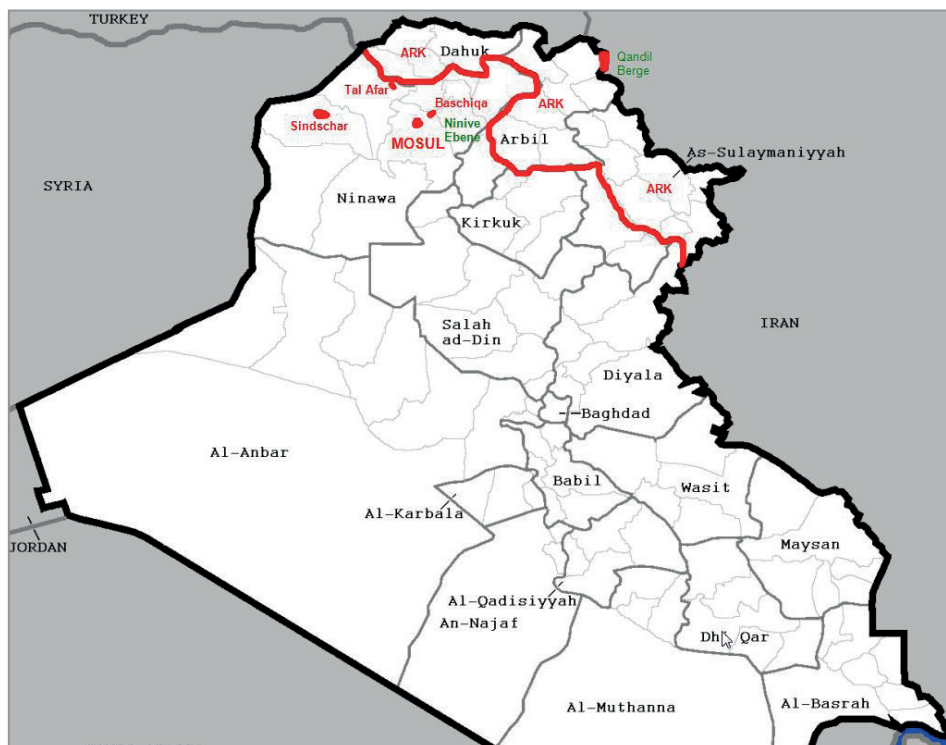 TURKEY
ARK
Dahuk
Qandil
Berge
Tal Afar
Baschiqa
ARK
Sindschar
Ninive
Ebene
MOSUL
Arbil
As-Sulaymaniyyah
SYRIA
ARK
Ninawa
Kirkuk
IRAN
Salah
ad-Din
Diyala
Baghdad
Al-Anbar
Babil
Wasit
Al-Karbala
JORDAN
Maysan
Al-Qadisiyyah
An-Najaf
Dhi Qar
Al-Muthanna
Al-Basrah